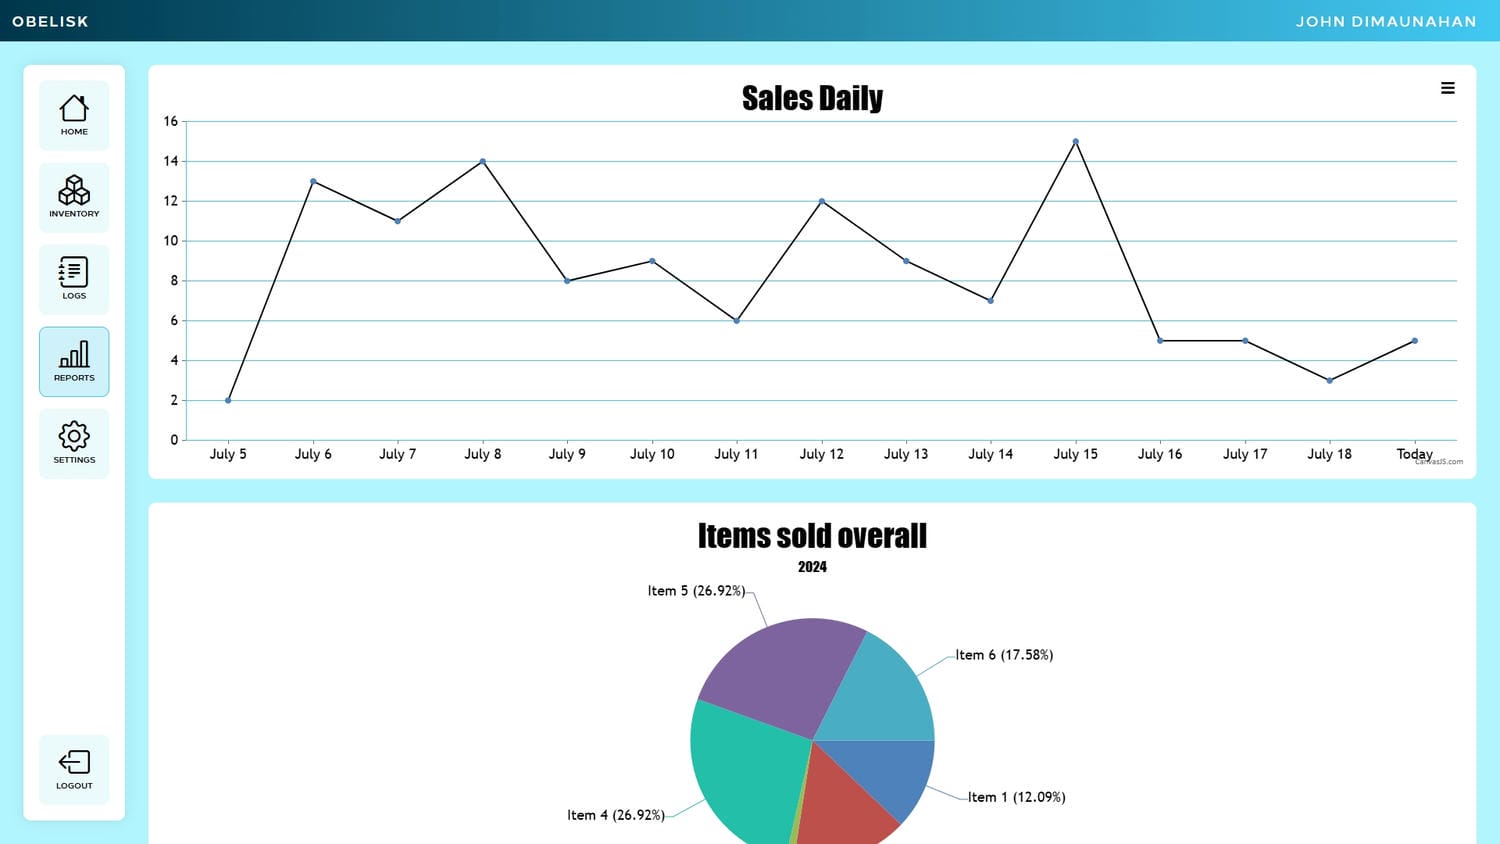 OBELISK
JOHN DIMAUNAHAN
HOME
INVENTORY
LOGS
REPORTS
SETTINGS
LOGOUT
Sales Daily
16
14
12
10
8
6
4
2
0
July 5 July 6 July 7 July 8 July 9 July 10 July 11 July 12 July 13 July 14 July 15 July 16 July 17 July 18 Today
CanvasJS.com
Items sold overall
2024
Item 5 (26.92%)
Item 6 (17.58%)
Item 1 (12.09%)
Item 4 (26.92%)